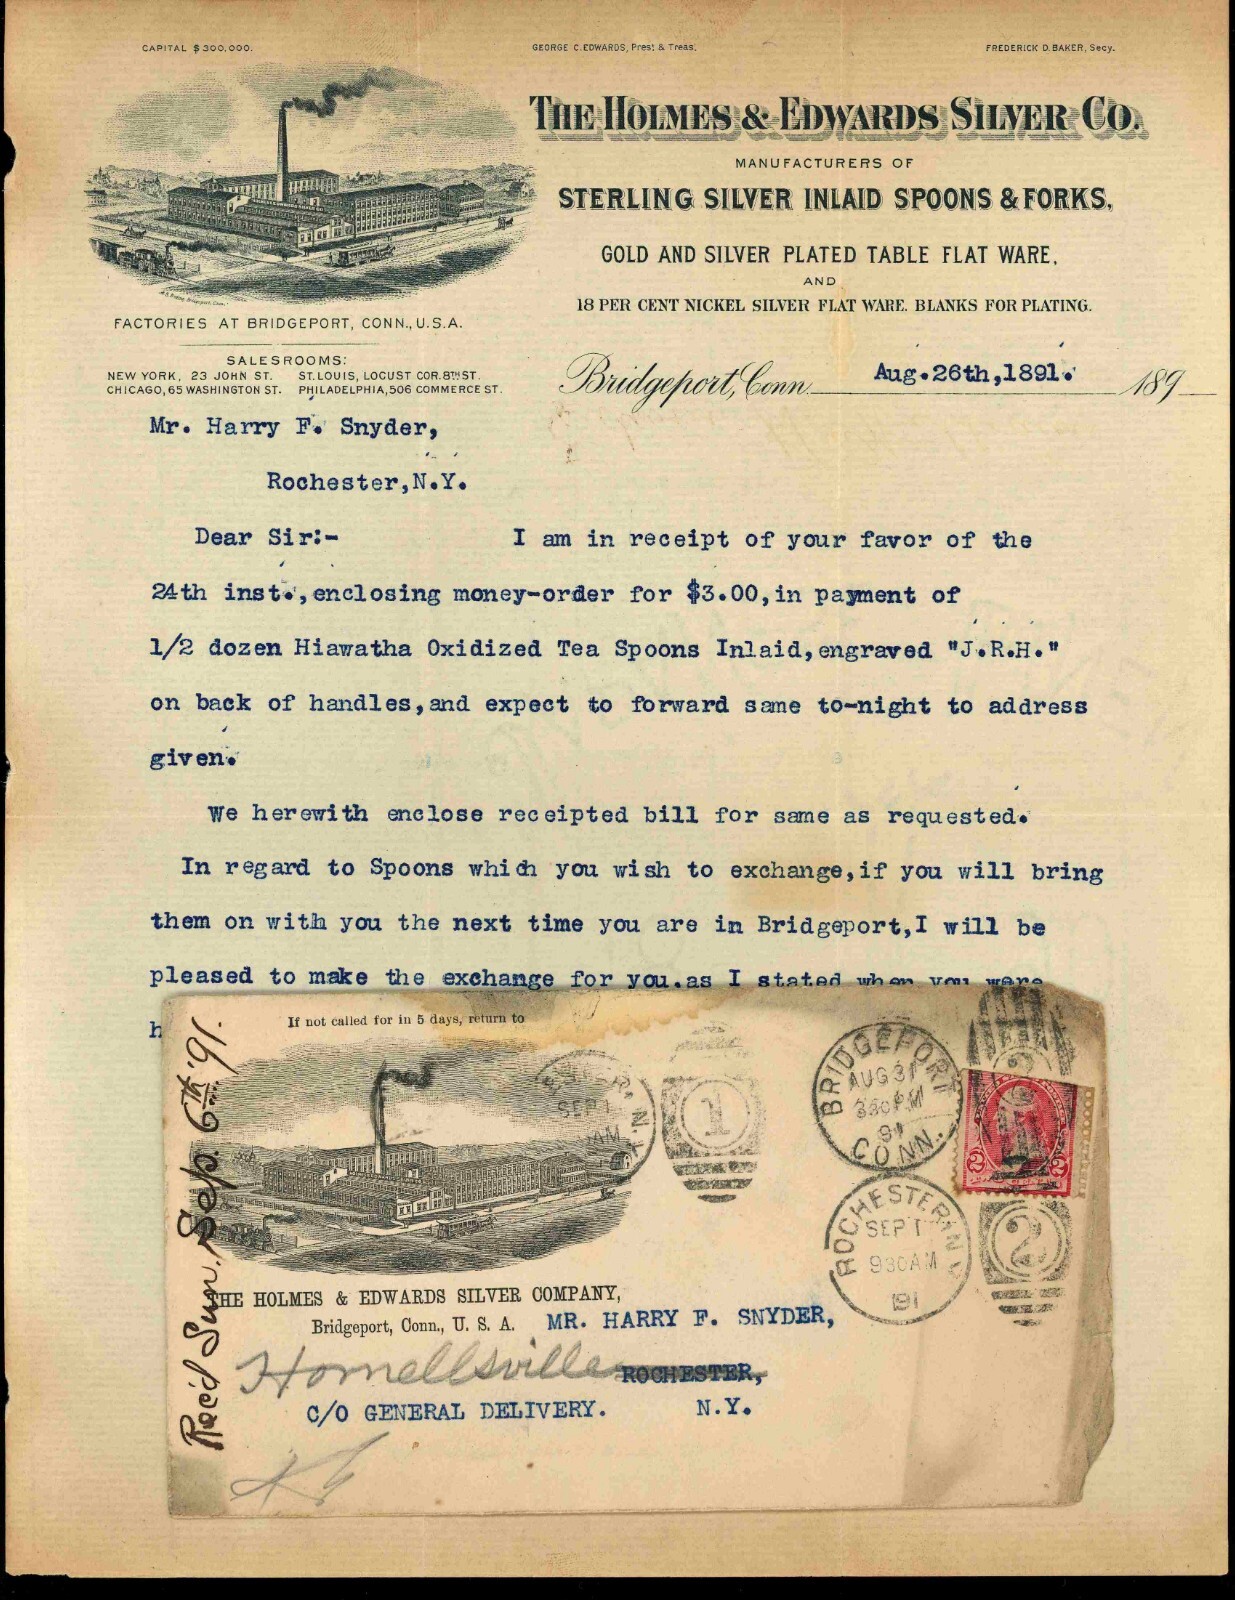 CAPITAL $300,000.
GEORGE C. EDWARDS, Prest & Treas.
FREDERICK D. BAKER, Secy.
THE HOLMES & EDWARDS SILVER CO.
MANUFACTURERS OF
STERLING SILVER INLAID SPOONS & FORKS,
GOLD AND SILVER PLATED TABLE FLAT WARE,
AND
18 PER CENT NICKEL SILVER FLAT WARE. BLANKS FOR PLATING.
FACTORIES AT BRIDGEPORT, CONN., U.S.A.
SALESROOMS:
NEW YORK, 23 JOHN ST. ST. LOUIS, LOCUST COR. 8TH ST.
CHICAGO, 65 WASHINGTON ST. PHILADELPHIA, 506 COMMERCE ST.
Bridgeport, Conn. Aug.26th,1891. 189
Mr. Harry F. Snyder,
Rochester,N.Y.
Dear Sir:- I am in receipt of your favor of the
24th inst.,enclosing money-order for $3.00,in payment of
1/2 dozen Hiawatha Oxidized Tea Spoons Inlaid,engraved "J.R.H."
on back of handles,and expect to forward same to-night to address
given.
We herewith enclose receipted bill for same as requested.
In regard to Spoons which you wish to exchange,if you will bring
them on with you the next time you are in Bridgeport,I will be
pleased to make the exchange for you,as I stated when you were
h
If not called for in 5 days, return to
THE HOLMES & EDWARDS SILVER COMPANY,
Bridgeport, Conn., U. S. A.
Rec'd Sun. Sep. 6th '91.
SEP 1
AM
N.Y.
1
BRIDGEPORT
AUG 31
330PM
91
CONN.
2 2
ROCHESTER, N.Y.
SEP 1
930AM
91
2
MR. HARRY F. SNYDER,
Hornellsville ROCHESTER,
C/O GENERAL DELIVERY. N.Y.